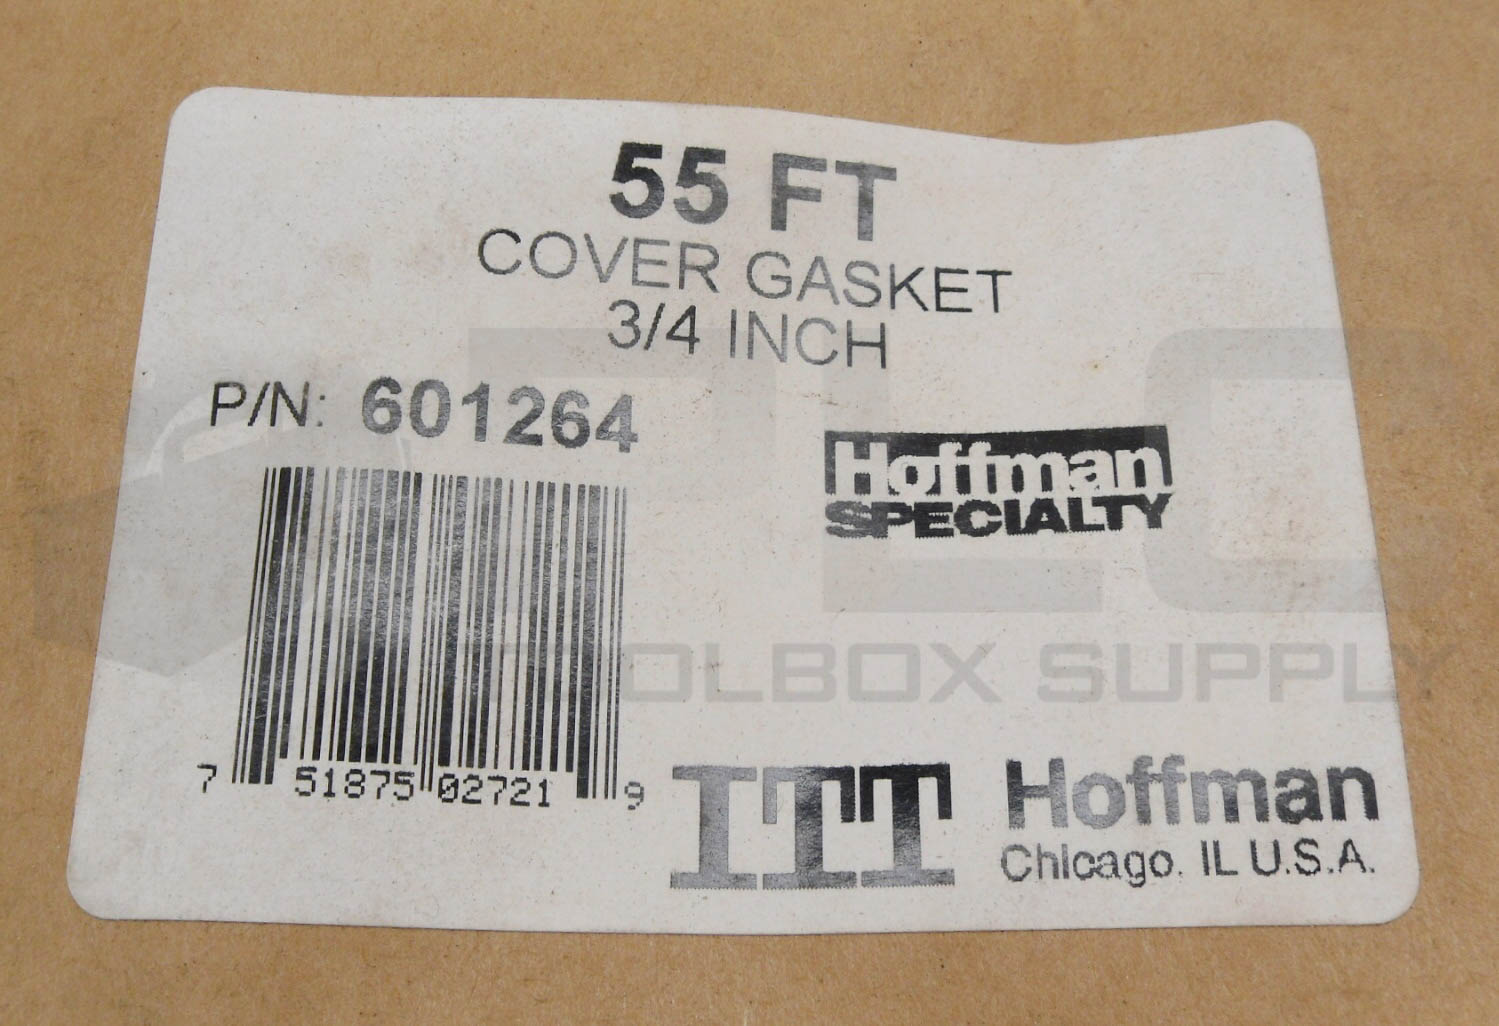 55 FT
COVER GASKET
3/4 INCH
P/N: 601264
Hoffman
SPECIALTY
7 51875 02721 9
ITT Hoffman
Chicago, IL U.S.A.
PLC
TOOLBOX SUPPLY